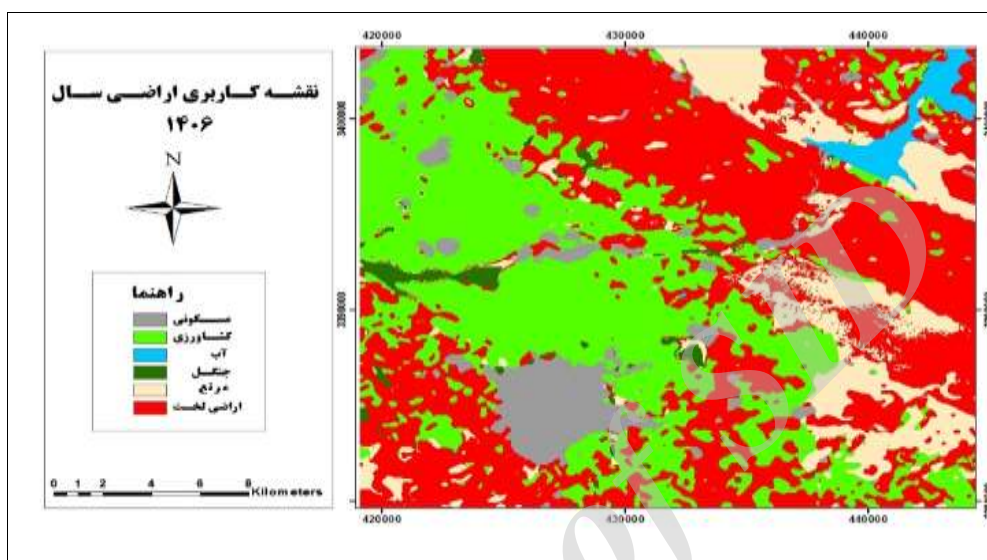 نقشه کاربری اراضی سال
۱۴۰۶
N
راهنما
مسکونی
کشاورزی
آب
جنگل
مرتع
اراضی لخت
0 1 2 4 6 8
Kilometers
420000 430000 440000
3400000
420000 430000 440000